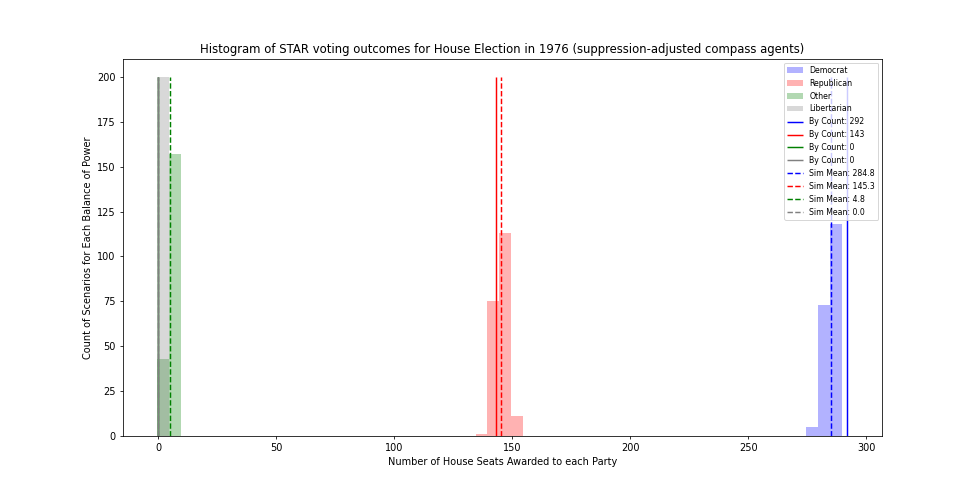 Histogram of STAR voting outcomes for House Election in 1976 (suppression-adjusted compass agents)
Democrat
Republican
Other
Libertarian
By Count: 292
By Count: 143
By Count: 0
By Count: 0
Sim Mean: 284.8
Sim Mean: 145.3
Sim Mean: 4.8
Sim Mean: 0.0
Count of Scenarios for Each Balance of Power
200
175
150
125
100
75
50
25
0
0 50 100 150 200 250 300
Number of House Seats Awarded to each Party